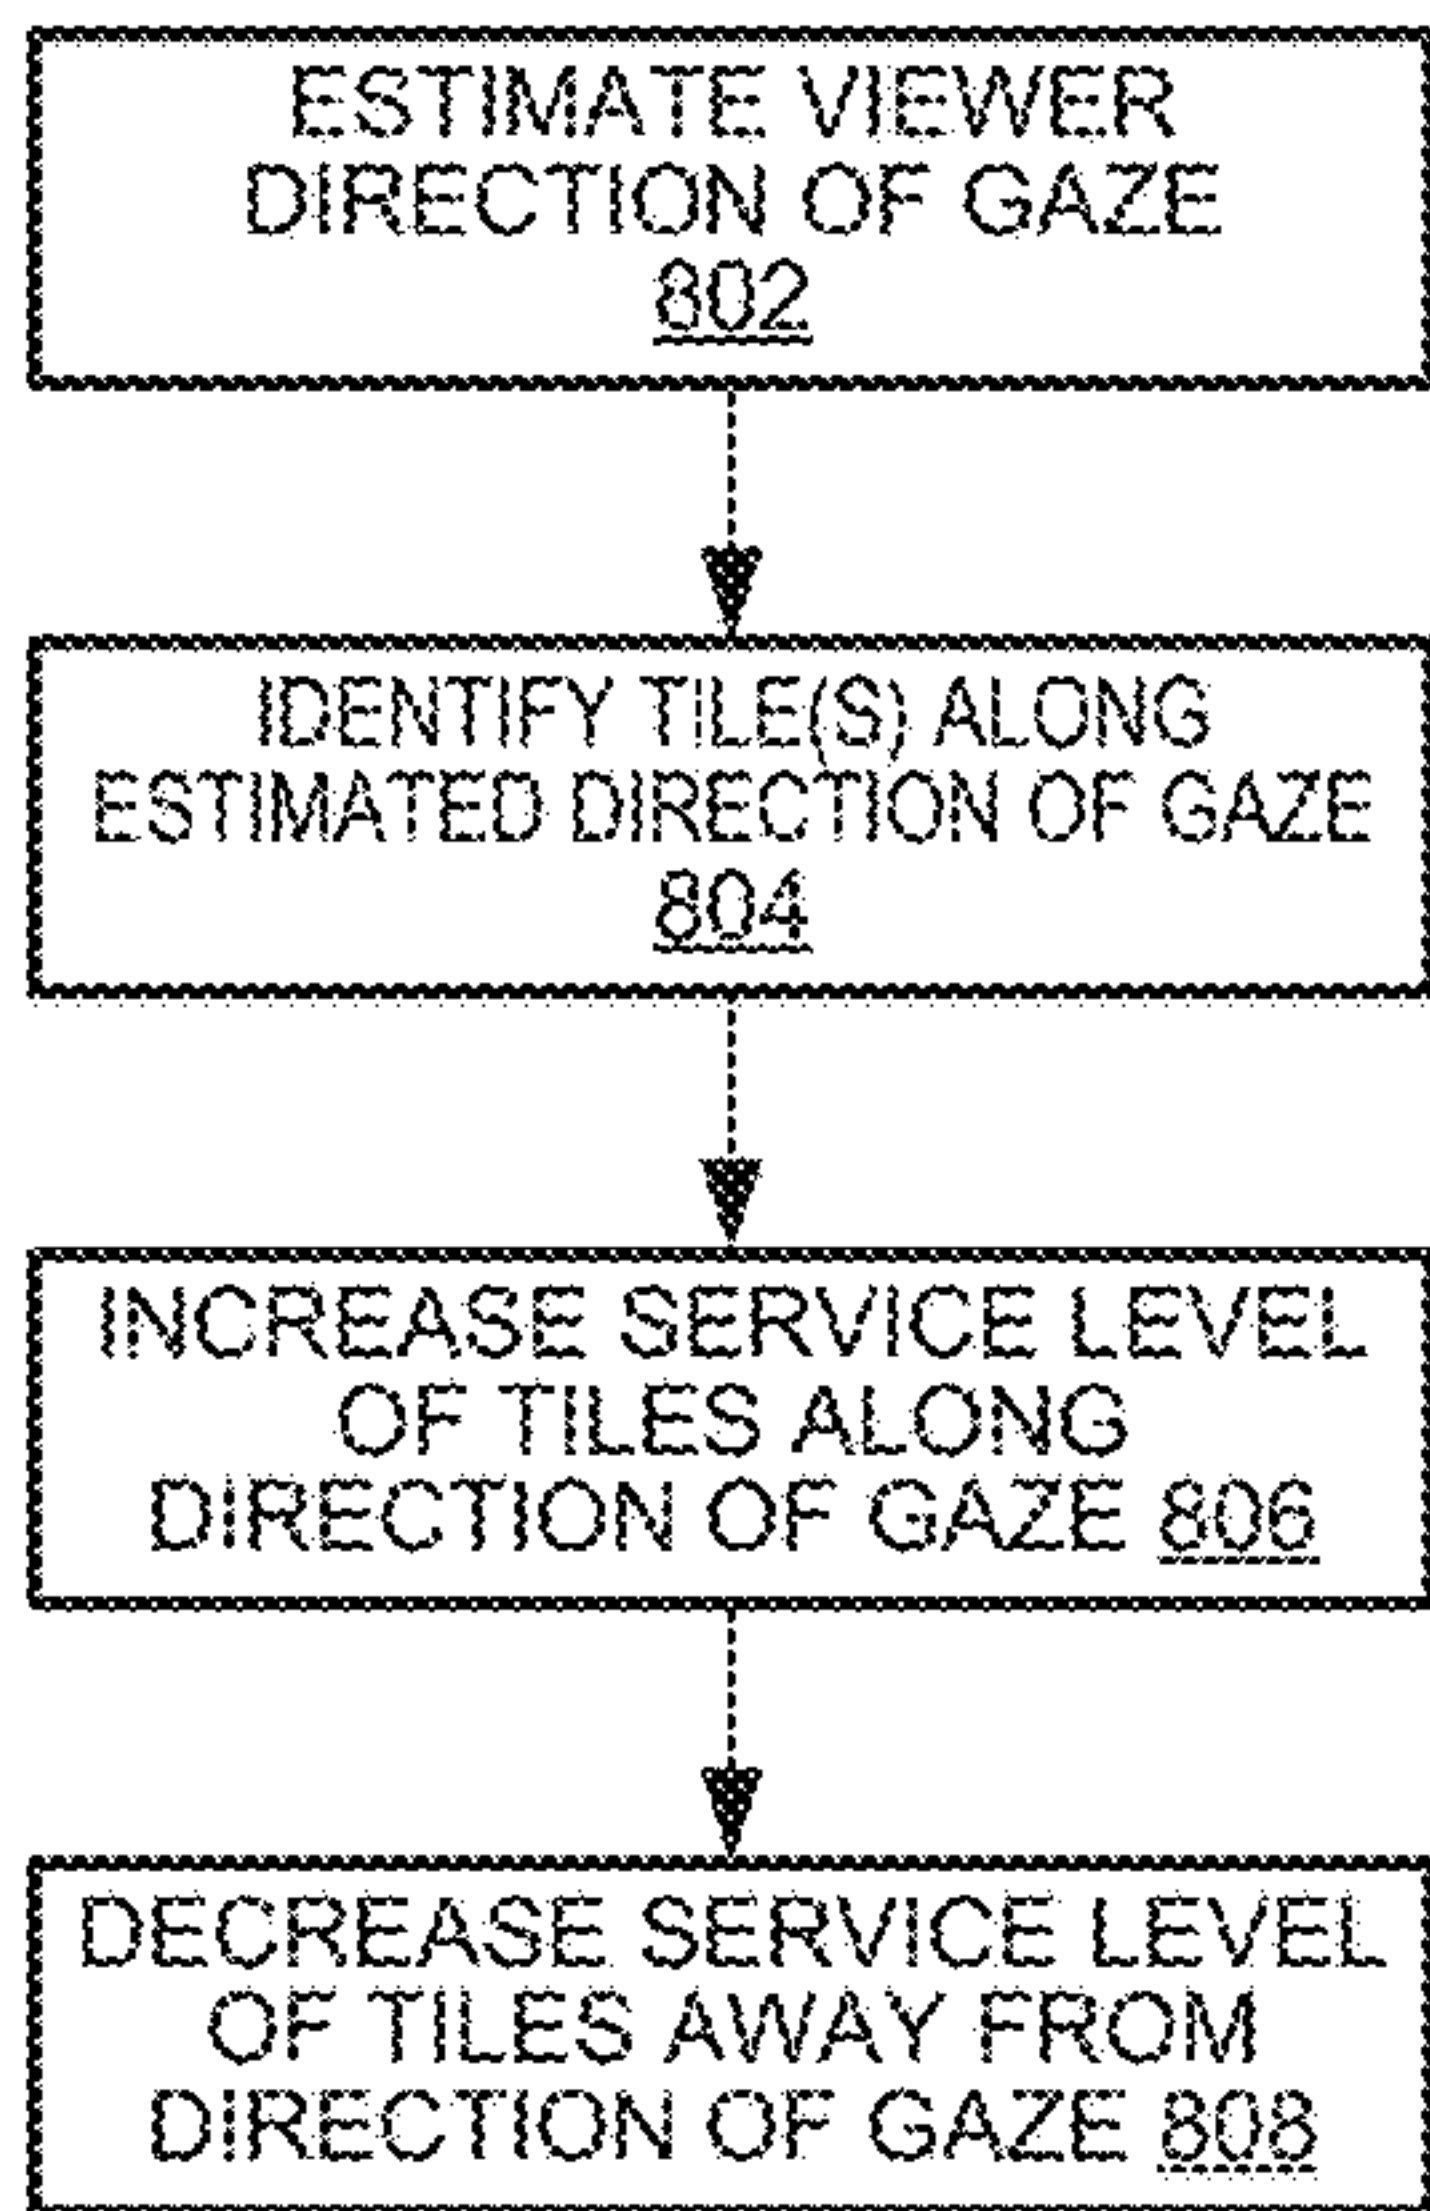 ESTIMATE VIEWER
DIRECTION OF GAZE
802
IDENTIFY TILE(S) ALONG
ESTIMATED DIRECTION OF GAZE
804
INCREASE SERVICE LEVEL
OF TILES ALONG
DIRECTION OF GAZE 806
DECREASE SERVICE LEVEL
OF TILES AWAY FROM
DIRECTION OF GAZE 808